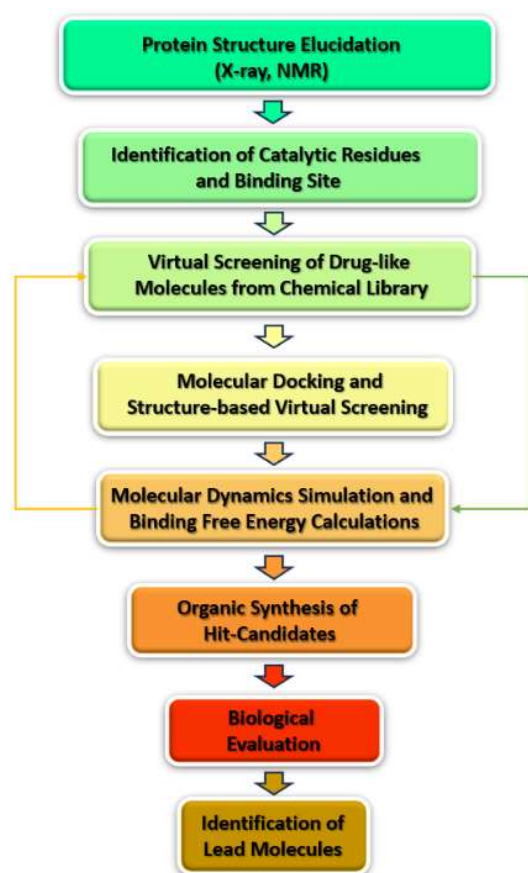 Protein Structure Elucidation
(X-ray, NMR)
Identification of Catalytic Residues
and Binding Site
Virtual Screening of Drug-like
Molecules from Chemical Library
Molecular Docking and
Structure-based Virtual Screening
Molecular Dynamics Simulation and
Binding Free Energy Calculations
Organic Synthesis of
Hit-Candidates
Biological
Evaluation
Identification of
Lead Molecules